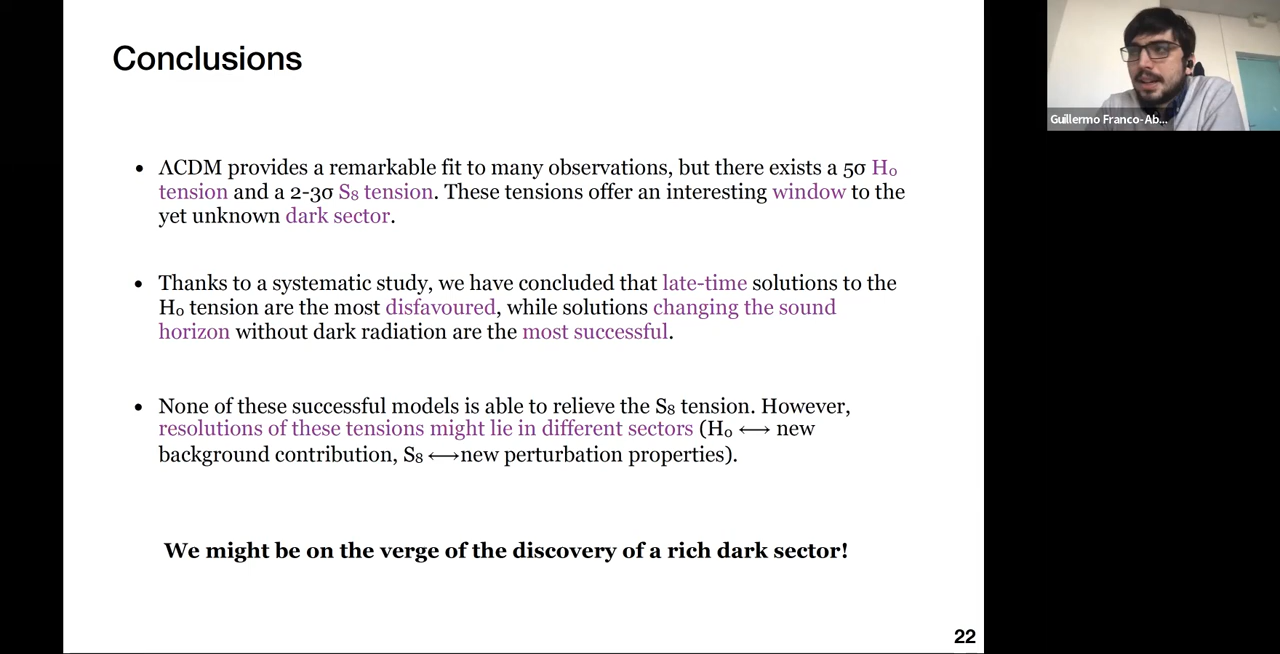 Conclusions
Guillermo Franco-Ab...
• ΛCDM provides a remarkable fit to many observations, but there exists a 5σ H₀
tension and a 2-3σ S₈ tension. These tensions offer an interesting window to the
yet unknown dark sector.
• Thanks to a systematic study, we have concluded that late-time solutions to the
H₀ tension are the most disfavoured, while solutions changing the sound
horizon without dark radiation are the most successful.
• None of these successful models is able to relieve the S₈ tension. However,
resolutions of these tensions might lie in different sectors (H₀ ⟷ new
background contribution, S₈ ⟷new perturbation properties).
We might be on the verge of the discovery of a rich dark sector!
22